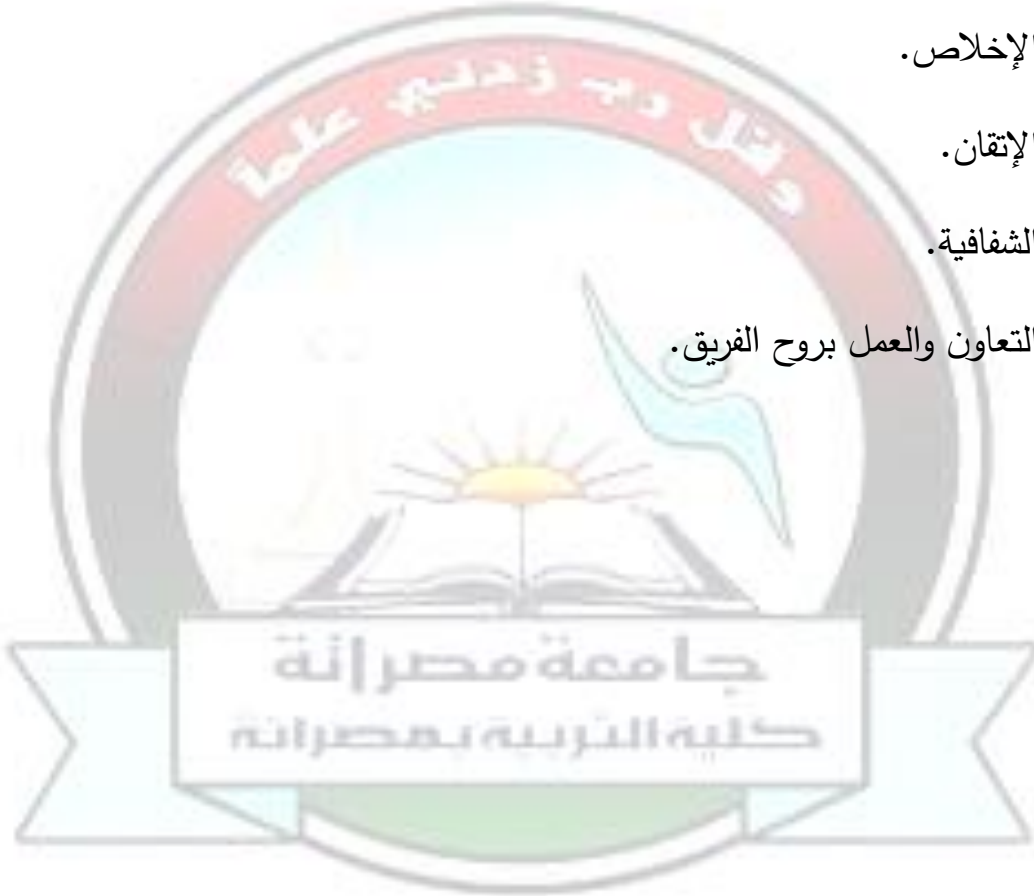 الإخلاص.
الإتقان.
الشفافية.
التعاون والعمل بروح الفريق.
وقل رب زدني علما
جامعة مصراتة
كلية التربية بمصراتة